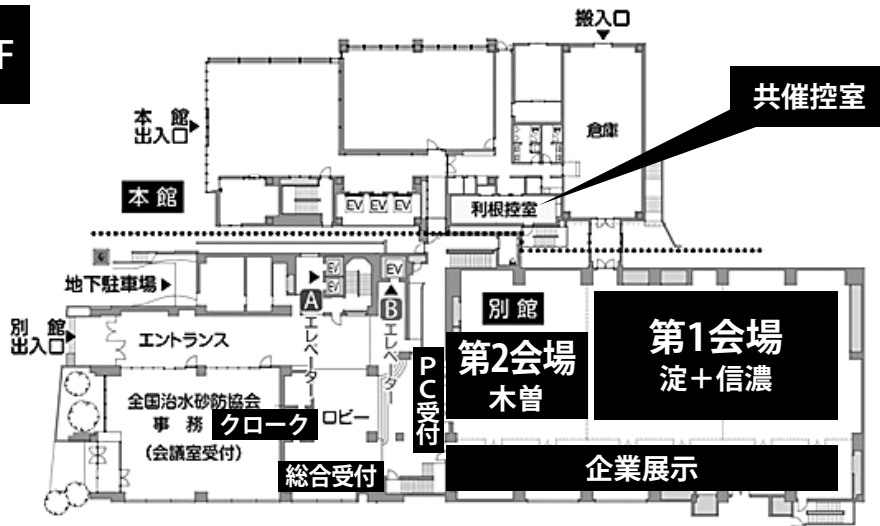 F
搬入口
共催控室
倉庫
本館
出入口
本館
EV EV EV
利根控室
地下駐車場
EV
EV
EV
A
エレベーター
B
エレベーター
別館
別館
出入口
エントランス
第1会場
淀+信濃
第2会場
木曽
PC受付
全国治水砂防協会
事務
(会議室受付)
クローク
ロビー
総合受付
企業展示